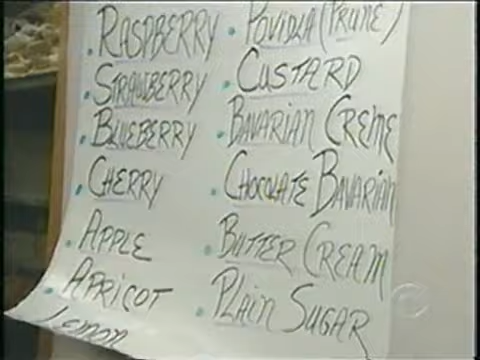 RASPBERRY
STRAWBERRY
BLUEBERRY
CHERRY
APPLE
APRICOT
LEMON
POVIDLA (PRUNE)
CUSTARD
BAVARIAN CREME
CHOCOLATE BAVARIAN
BUTTER CREAM
PLAIN SUGAR